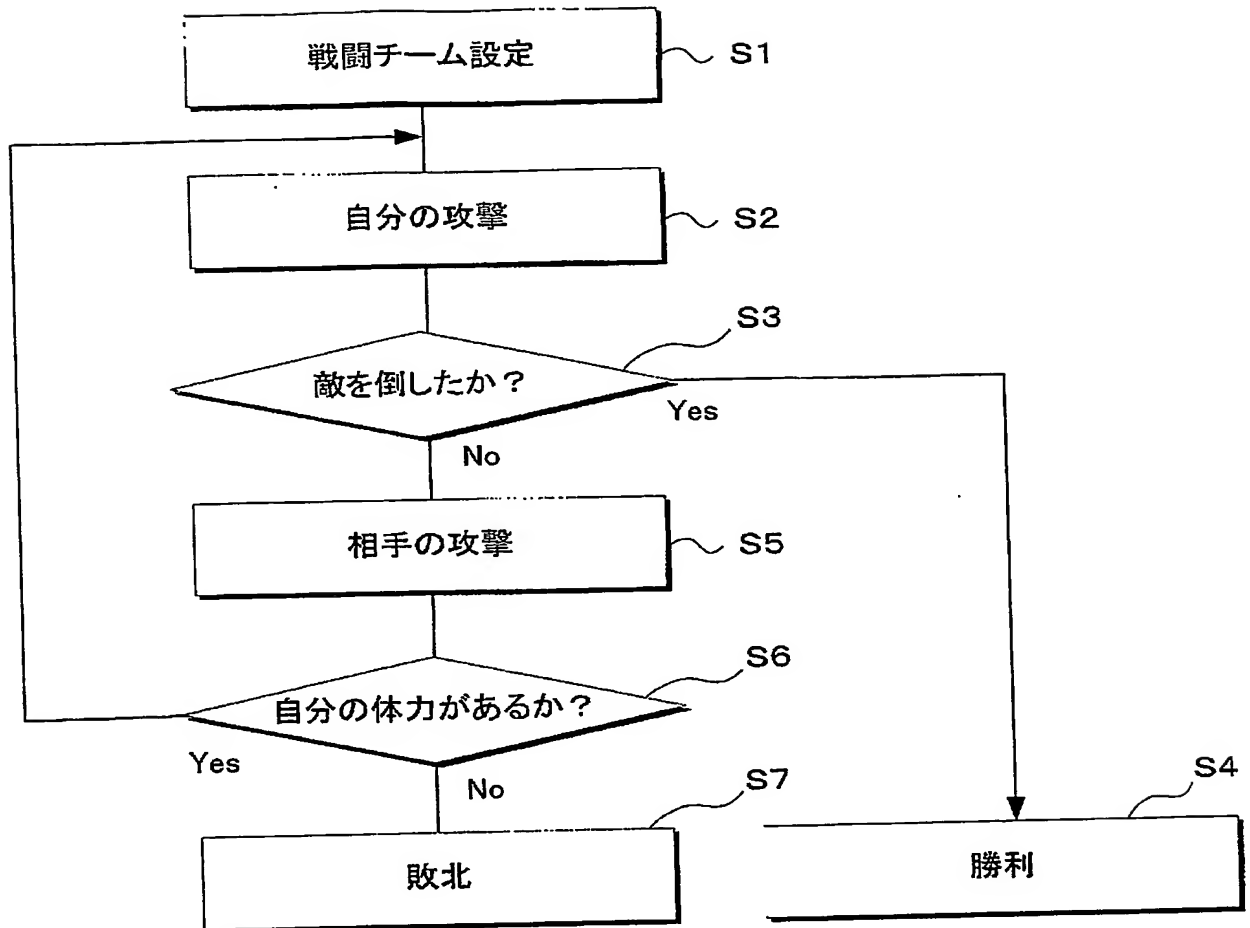 戦闘チーム設定
S1
自分の攻撃
S2
S3
敵を倒したか？
Yes
No
相手の攻撃
S5
S6
自分の体力があるか？
Yes
No
S7
S4
敗北
勝利